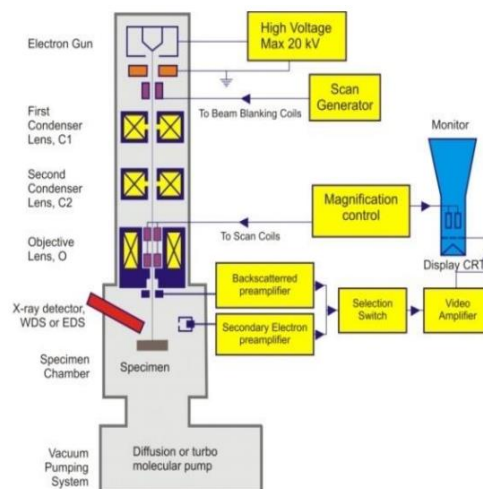 Electron Gun
High Voltage
Max 20 kV
To Beam Blanking Coils
Scan
Generator
First
Condenser
Lens, C1
Monitor
Second
Condenser
Lens, C2
Magnification
control
To Scan Coils
Objective
Lens, O
Display CRT
Backscatrred
preamplifier
X-ray detector,
WDS or EDS
Selection
Switch
Video
Amplifier
Secondary Electron
preamplifier
Specimen
Chamber
Specimen
Vacuum
Pumping
System
Diffusion or turbo
molecular pump